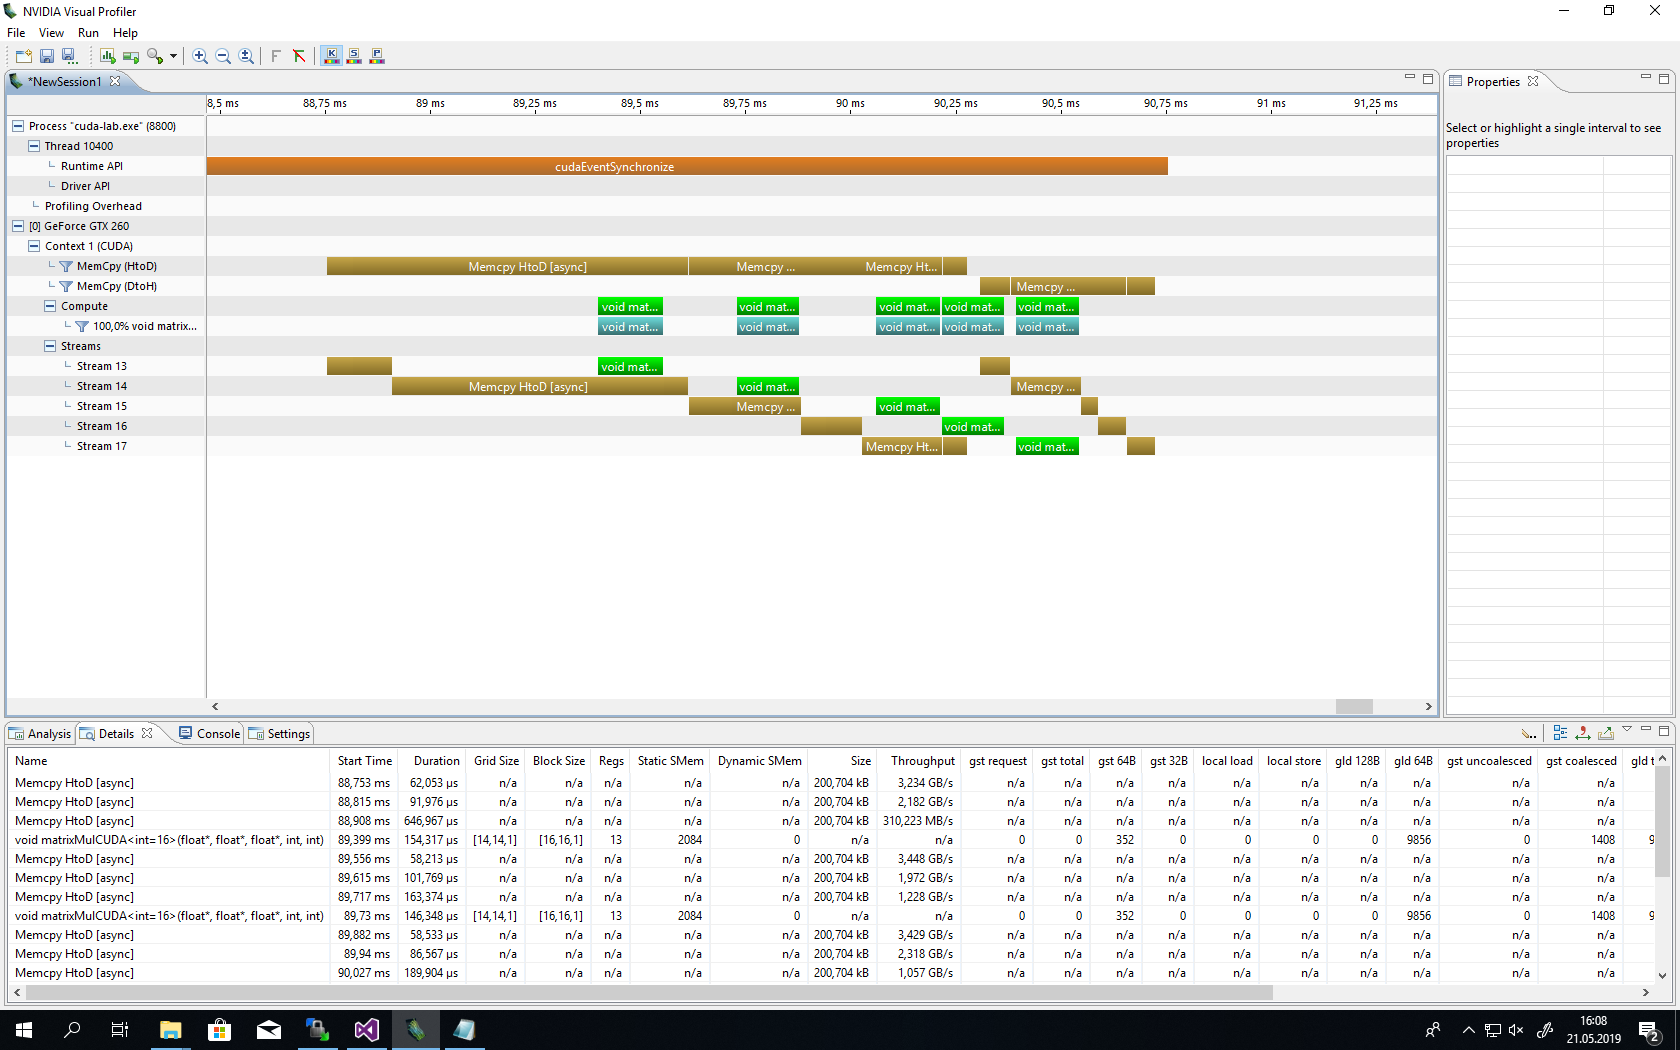 NVIDIA Visual Profiler
File View Run Help
*NewSession1
Properties
8,5 ms 88,75 ms 89 ms 89,25 ms 89,5 ms 89,75 ms 90 ms 90,25 ms 90,5 ms 90,75 ms 91 ms 91,25 ms
Select or highlight a single interval to see
properties
Process "cuda-lab.exe" (8800)
Thread 10400
Runtime API cudaEventSynchronize
Driver API
Profiling Overhead
[0] GeForce GTX 260
Context 1 (CUDA)
MemCpy (HtoD) Memcpy HtoD [async] Memcpy ... Memcpy Ht...
MemCpy (DtoH) Memcpy ...
Compute void mat... void mat... void mat... void mat... void mat...
100,0% void matrix... void mat... void mat... void mat... void mat... void mat...
Streams
Stream 13 void mat...
Stream 14 Memcpy HtoD [async] void mat... Memcpy ...
Stream 15 Memcpy ... void mat...
Stream 16 void mat...
Stream 17 Memcpy Ht... void mat...
Analysis Details Console Settings
Name Start Time Duration Grid Size Block Size Regs Static SMem Dynamic SMem Size Throughput gst request gst total gst 64B gst 32B local load local store gld 128B gld 64B gst uncoalesced gst coalesced gld t
Memcpy HtoD [async] 88,753 ms 62,053 µs n/a n/a n/a n/a n/a 200,704 kB 3,234 GB/s n/a n/a n/a n/a n/a n/a n/a n/a n/a n/a
Memcpy HtoD [async] 88,815 ms 91,976 µs n/a n/a n/a n/a n/a 200,704 kB 2,182 GB/s n/a n/a n/a n/a n/a n/a n/a n/a n/a n/a
Memcpy HtoD [async] 88,908 ms 646,967 µs n/a n/a n/a n/a n/a 200,704 kB 310,223 MB/s n/a n/a n/a n/a n/a n/a n/a n/a n/a n/a
void matrixMulCUDA<int=16>(float*, float*, float*, int, int) 89,399 ms 154,317 µs [14,14,1] [16,16,1] 13 2084 0 n/a n/a 0 0 352 0 0 0 0 9856 0 1408 9
Memcpy HtoD [async] 89,556 ms 58,213 µs n/a n/a n/a n/a n/a 200,704 kB 3,448 GB/s n/a n/a n/a n/a n/a n/a n/a n/a n/a n/a
Memcpy HtoD [async] 89,615 ms 101,769 µs n/a n/a n/a n/a n/a 200,704 kB 1,972 GB/s n/a n/a n/a n/a n/a n/a n/a n/a n/a n/a
Memcpy HtoD [async] 89,717 ms 163,374 µs n/a n/a n/a n/a n/a 200,704 kB 1,228 GB/s n/a n/a n/a n/a n/a n/a n/a n/a n/a n/a
void matrixMulCUDA<int=16>(float*, float*, float*, int, int) 89,73 ms 146,348 µs [14,14,1] [16,16,1] 13 2084 0 n/a n/a 0 0 352 0 0 0 0 9856 0 1408 9
Memcpy HtoD [async] 89,882 ms 58,533 µs n/a n/a n/a n/a n/a 200,704 kB 3,429 GB/s n/a n/a n/a n/a n/a n/a n/a n/a n/a n/a
Memcpy HtoD [async] 89,94 ms 86,567 µs n/a n/a n/a n/a n/a 200,704 kB 2,318 GB/s n/a n/a n/a n/a n/a n/a n/a n/a n/a n/a
Memcpy HtoD [async] 90,027 ms 189,904 µs n/a n/a n/a n/a n/a 200,704 kB 1,057 GB/s n/a n/a n/a n/a n/a n/a n/a n/a n/a n/a
16:08
21.05.2019
2